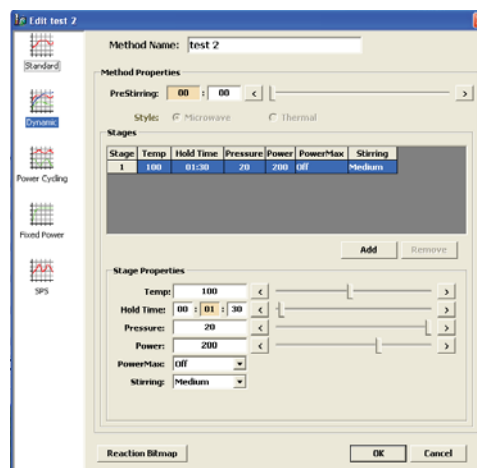 Edit test 2
Method Name: test 2
Standard
Method Properties
PreStirring: 00 : 00 < >
Style: Microwave Thermal
Dynamic
Stages
Stage Temp Hold Time Pressure Power PowerMax Stirring
1 100 01:30 20 200 Off Medium
Power Cycling
Fixed Power
Add Remove
SPS
Stage Properties
Temp: 100 < >
Hold Time: 00 : 01 : 30 < >
Pressure: 20 < >
Power: 200 < >
PowerMax: Off
Stirring: Medium
Reaction Bitmap OK Cancel